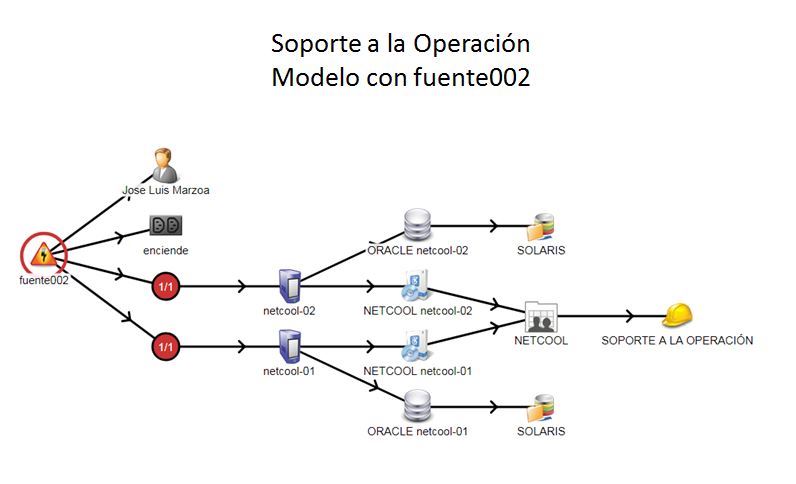 Soporte a la Operación
Modelo con fuente002
Jose Luis Marzoa
enciende
fuente002
ORACLE netcool-02
SOLARIS
1/1
netcool-02
NETCOOL netcool-02
NETCOOL
SOPORTE A LA OPERACIÓN
1/1
netcool-01
NETCOOL netcool-01
ORACLE netcool-01
SOLARIS